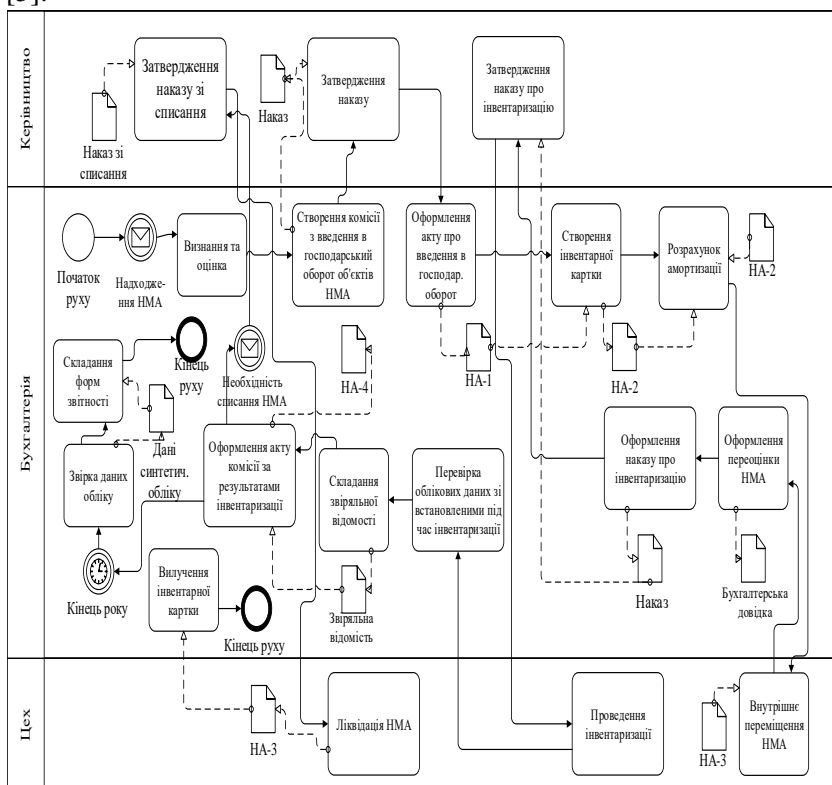 [5].
Керівництво
Затвердження
наказу зі
списання
Наказ зі
списання
Наказ
Затвердження
наказу
Затвердження
наказу про
інвентаризацію
Бухгалтерія
Початок
руху
Надходже-
ння НМА
Визнання та
оцінка
Створення комісії
з введення в
господарський
оборот об'єктів
НМА
Оформлення
акту про
введення в
господар.
оборот
Створення
інвентарної
картки
Розрахунок
амортизації
НА-2
НА-1
НА-2
НА-4
Складання
форм
звітності
Кінець
руху
Необхідність
списання НМА
Дані
синтетич.
обліку
Звірка даних
обліку
Оформлення акту
комісії за
результатами
інвентаризації
Складання
звіряльної
відомості
Перевірка
облікових даних зі
встановленими під
час інвентаризації
Оформлення
наказу про
інвентаризацію
Оформлення
переоцінки
НМА
Кінець року
Вилучення
інвентарної
картки
Кінець руху
Звіряльна
відомість
Наказ
Бухгалтерська
довідка
Цех
НА-3
Ліквідація НМА
Проведення
інвентаризації
НА-3
Внутрішнє
переміщення
НМА